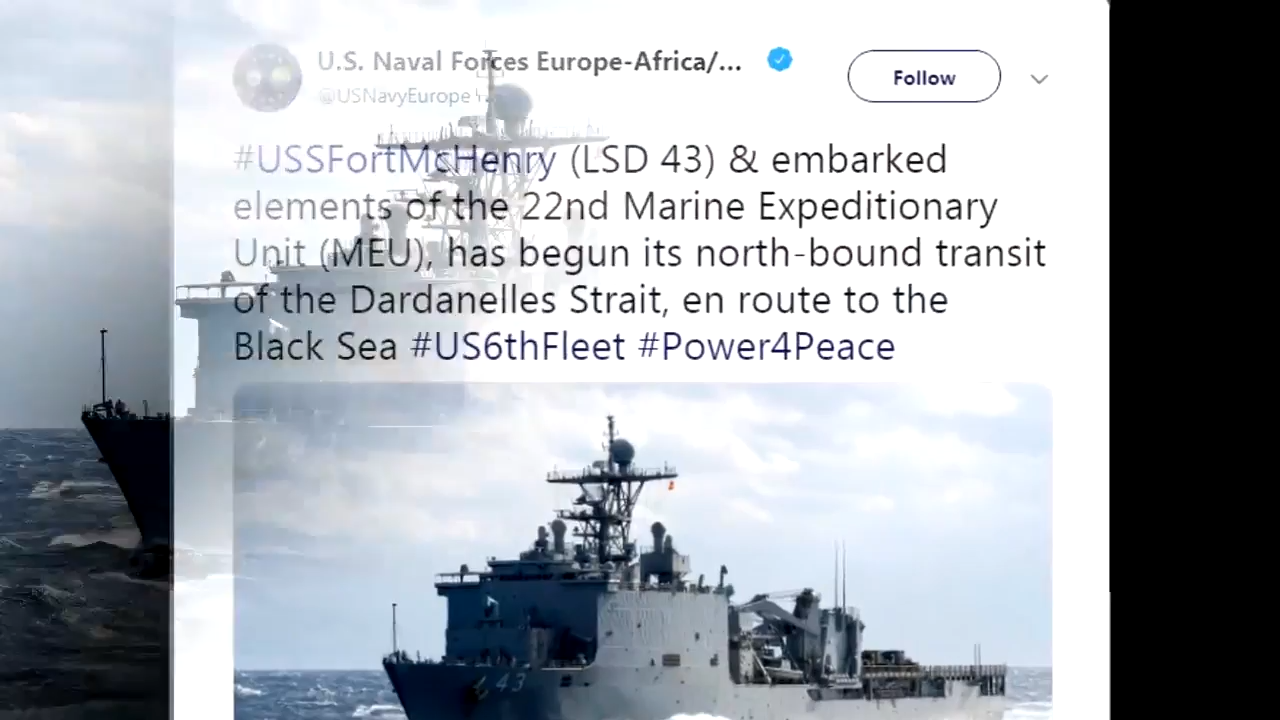 U.S. Naval Forces Europe-Africa/...
@USNavyEurope
Follow
#USSFortMcHenry (LSD 43) & embarked
elements of the 22nd Marine Expeditionary
Unit (MEU), has begun its north-bound transit
of the Dardanelles Strait, en route to the
Black Sea #US6thFleet #Power4Peace
43